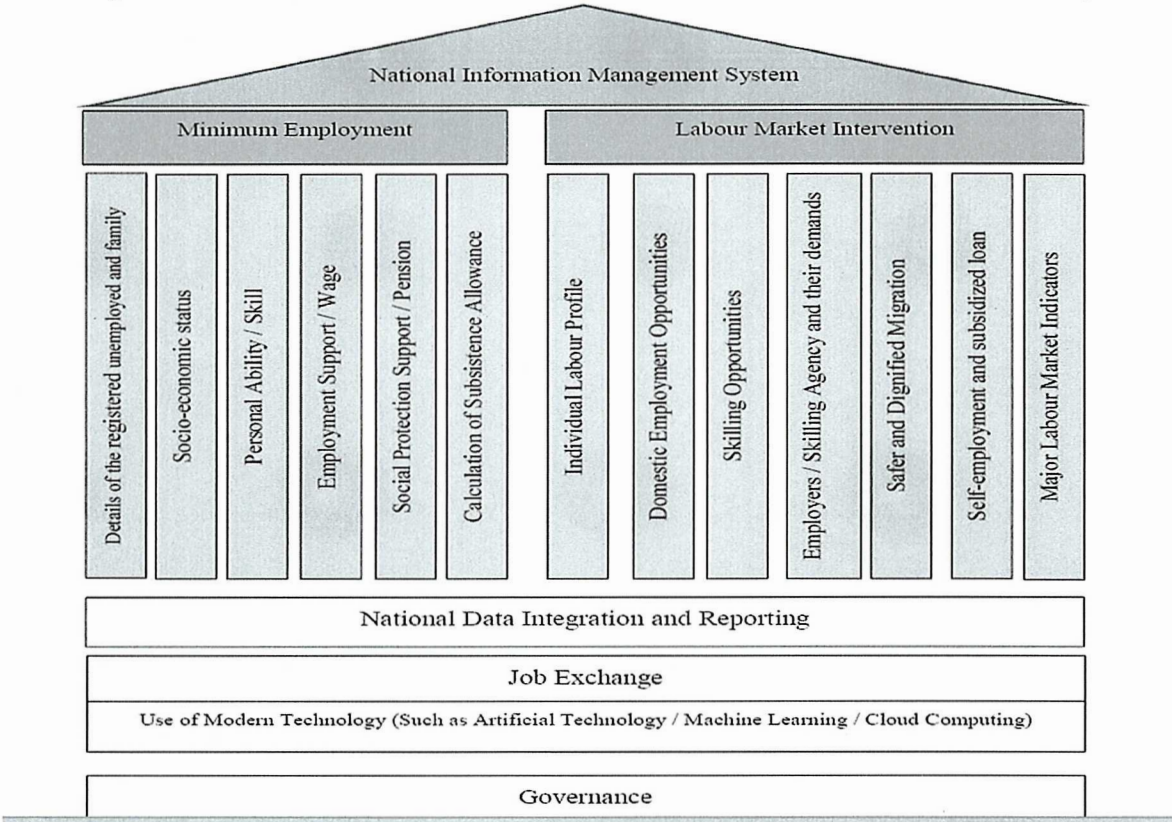 National Information Management System
Minimum Employment
Labour Market Intervention
Details of the registered unemployed and family
Socio-economic status
Personal Ability / Skill
Employment Support / Wage
Social Protection Support / Pension
Calculation of Subsistence Allowance
Individual Labour Profile
Domestic Employment Opportunities
Skilling Opportunities
Employers / Skilling Agency and their demands
Safer and Dignified Migration
Self-employment and subsidized loan
Major Labour Market Indicators
National Data Integration and Reporting
Job Exchange
Use of Modern Technology (Such as Artificial Technology / Machine Learning / Cloud Computing)
Governance